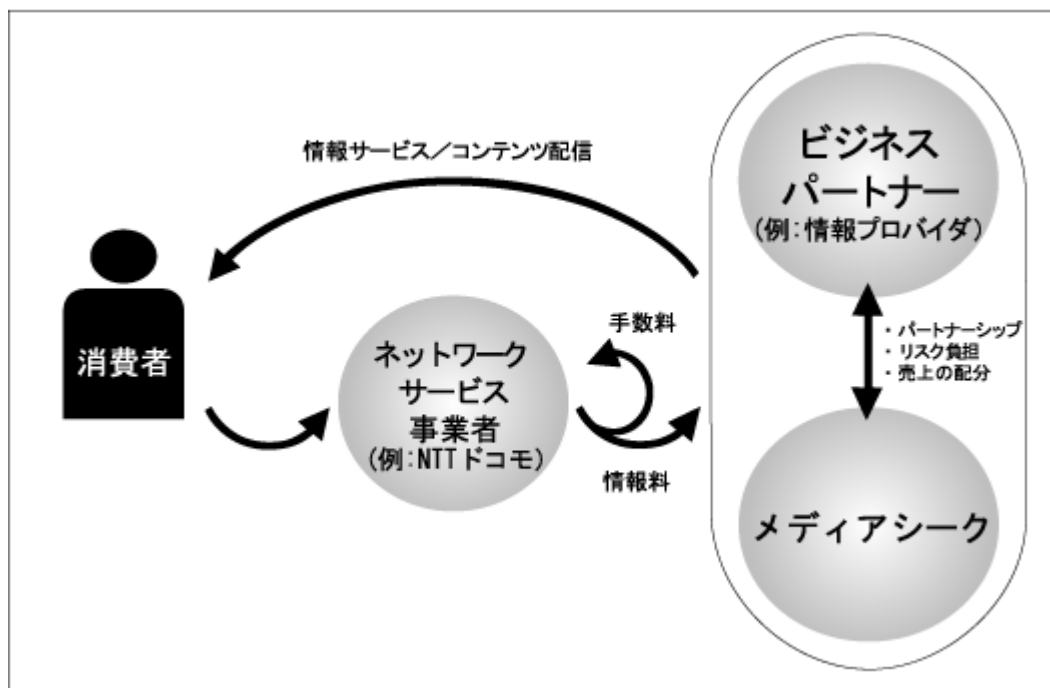 情報サービス／コンテンツ配信
ビジネス
パートナー
（例：情報プロバイダ）
消費者
ネットワーク
サービス
事業者
（例：NTTドコモ）
手数料
情報料
・パートナーシップ
・リスク負担
・売上の配分
メディアシーク